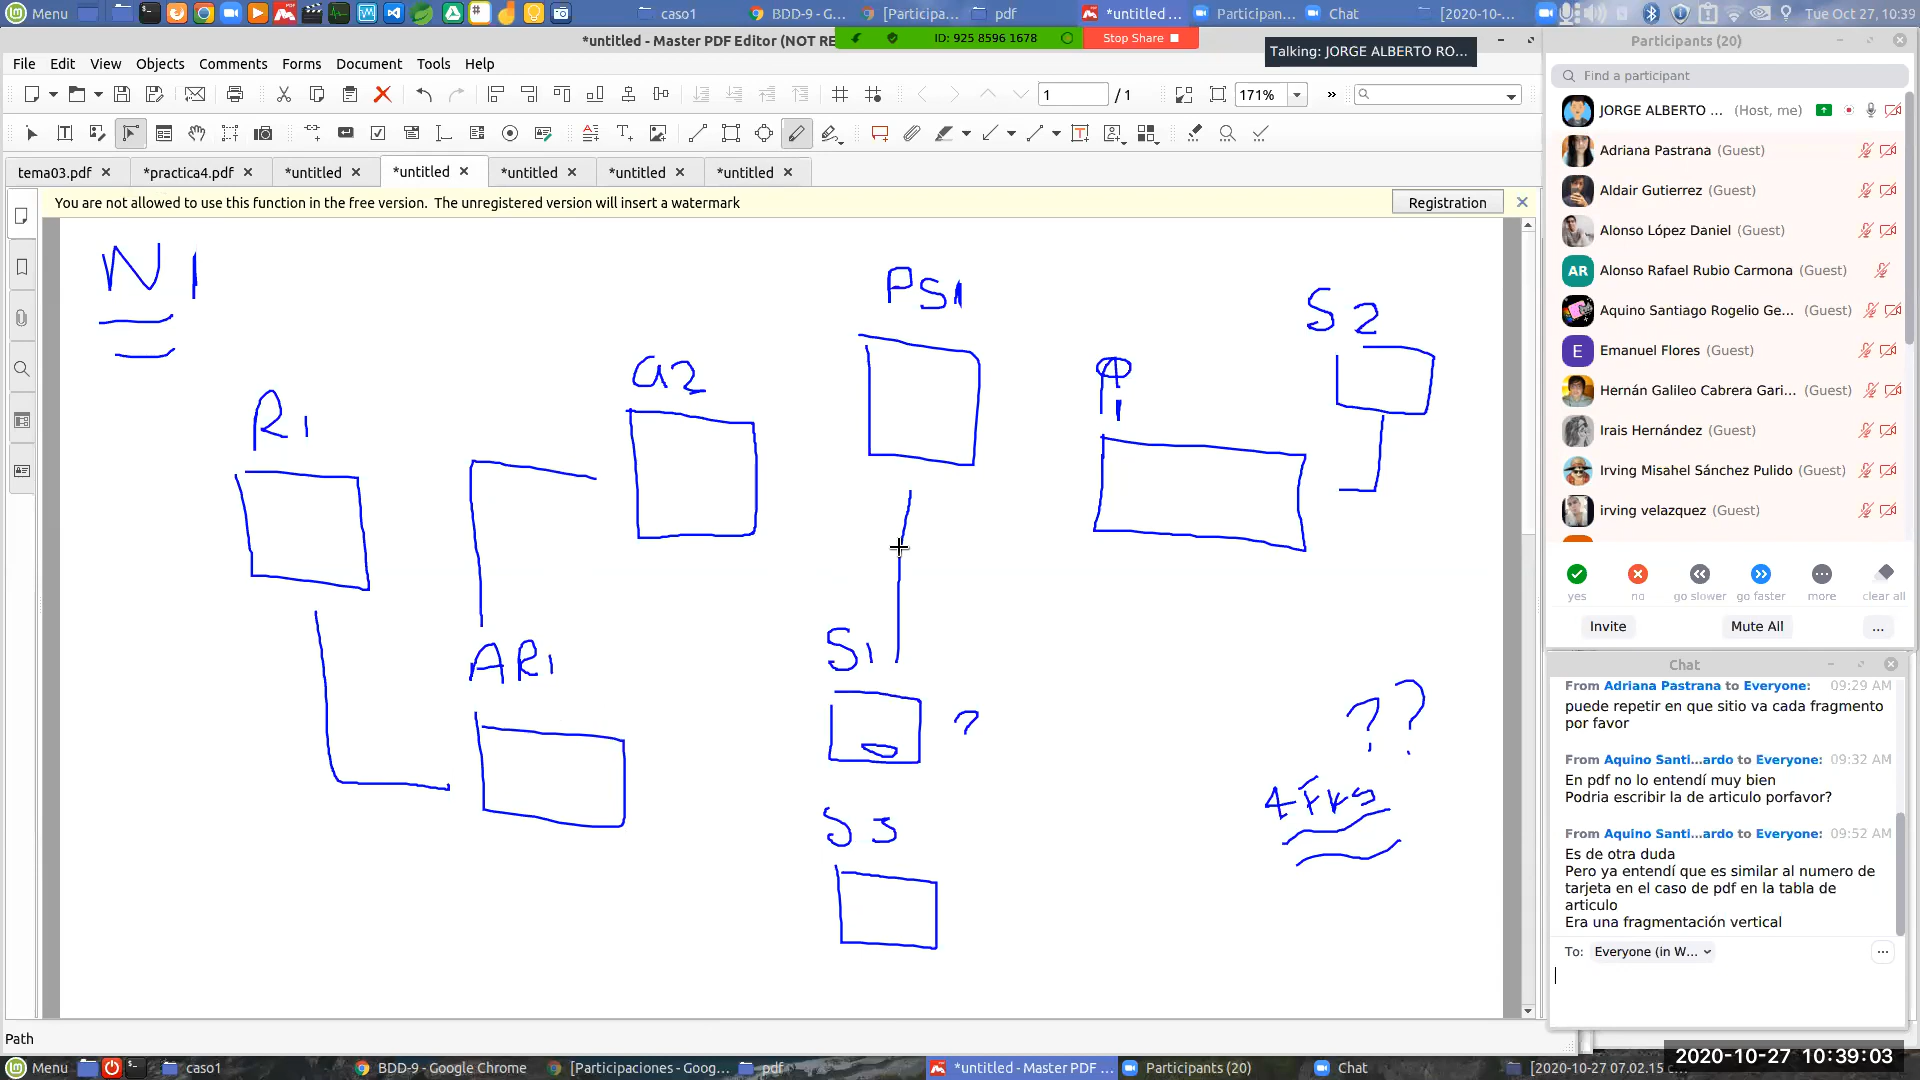 Menu
caso1
BDD-9 - G...
[Participa...
pdf
*untitled ...
Participan...
Chat
[2020-10-...
Tue Oct 27, 10:39
*untitled - Master PDF Editor (NOT RE
ID: 925 8596 1678
Stop Share
Talking: JORGE ALBERTO RO...
File Edit View Objects Comments Forms Document Tools Help
1 / 1
171%
tema03.pdf
*practica4.pdf
*untitled
*untitled
*untitled
*untitled
*untitled
You are not allowed to use this function in the free version. The unregistered version will insert a watermark
Registration
N1
PS1
S2
a2
R1
AR1
S1
?
??
4 Fks
S3
Path
Participants (20)
Find a participant
JORGE ALBERTO ... (Host, me)
Adriana Pastrana (Guest)
Aldair Gutierrez (Guest)
Alonso López Daniel (Guest)
AR
Alonso Rafael Rubio Carmona (Guest)
Aquino Santiago Rogelio Ge... (Guest)
E
Emanuel Flores (Guest)
Hernán Galileo Cabrera Gari... (Guest)
Irais Hernández (Guest)
Irving Misahel Sánchez Pulido (Guest)
irving velazquez (Guest)
yes no go slower go faster more clear all
Invite Mute All ...
Chat
From Adriana Pastrana to Everyone: 09:29 AM
puede repetir en que sitio va cada fragmento
por favor
From Aquino Santi...ardo to Everyone: 09:32 AM
En pdf no lo entendí muy bien
Podria escribir la de articulo porfavor?
From Aquino Santi...ardo to Everyone: 09:52 AM
Es de otra duda
Pero ya entendí que es similar al numero de
tarjeta en el caso de pdf en la tabla de
articulo
Era una fragmentación vertical
To: Everyone (in W...
Menu
caso1
BDD-9 - Google Chrome
[Participaciones - Goog...
pdf
*untitled - Master PDF ...
Participants (20)
Chat
[2020-10-27 07.02.15 c...
2020-10-27 10:39:03